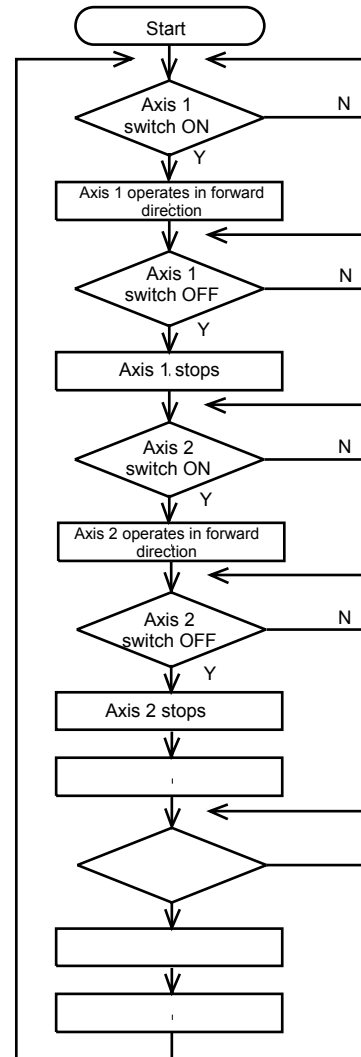 Start
Axis 1
switch ON
N
Y
Axis 1 operates in forward
direction
Axis 1
switch OFF
N
Y
Axis 1 stops
Axis 2
switch ON
N
Y
Axis 2 operates in forward
direction
Axis 2
switch OFF
N
Y
Axis 2 stops